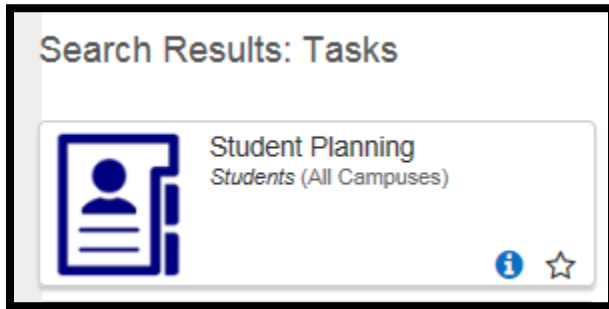 Search Results: Tasks
Student Planning
Students (All Campuses)